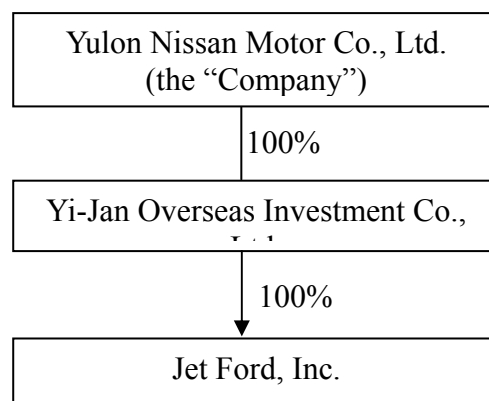 Yulon Nissan Motor Co., Ltd.
(the “Company”)
100%
Yi-Jan Overseas Investment Co.,
100%
Jet Ford, Inc.